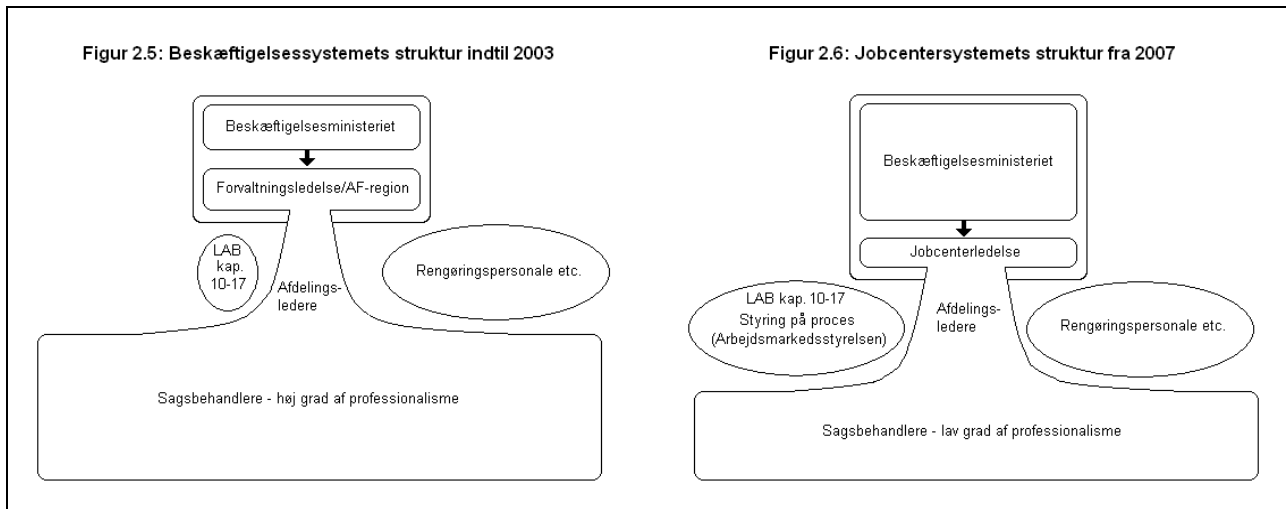 Figur 2.5: Beskæftigelsessystemets struktur indtil 2003
Beskæftigelsesministeriet
Forvaltningsledelse/AF-region
LAB
kap.
10-17
Afdelings-
ledere
Rengøringspersonale etc.
Sagsbehandlere - høj grad af professionalisme
Figur 2.6: Jobcentersystemets struktur fra 2007
Beskæftigelsesministeriet
Jobcenterledelse
LAB kap. 10-17
Styring på proces
(Arbejdsmarkedsstyrelsen)
Afdelings-
ledere
Rengøringspersonale etc.
Sagsbehandlere - lav grad af professionalisme